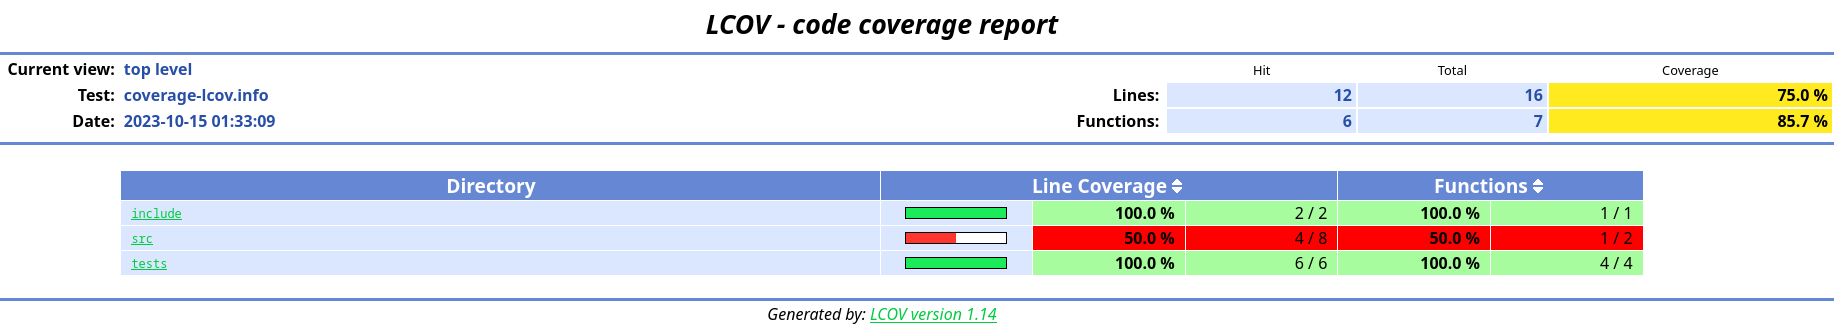 LCOV - code coverage report
Current view: top level Hit Total Coverage
Test: coverage-lcov.info Lines: 12 16 75.0 %
Date: 2023-10-15 01:33:09 Functions: 6 7 85.7 %
Directory Line Coverage Functions
include 100.0 % 2 / 2 100.0 % 1 / 1
src 50.0 % 4 / 8 50.0 % 1 / 2
tests 100.0 % 6 / 6 100.0 % 4 / 4
Generated by: LCOV version 1.14